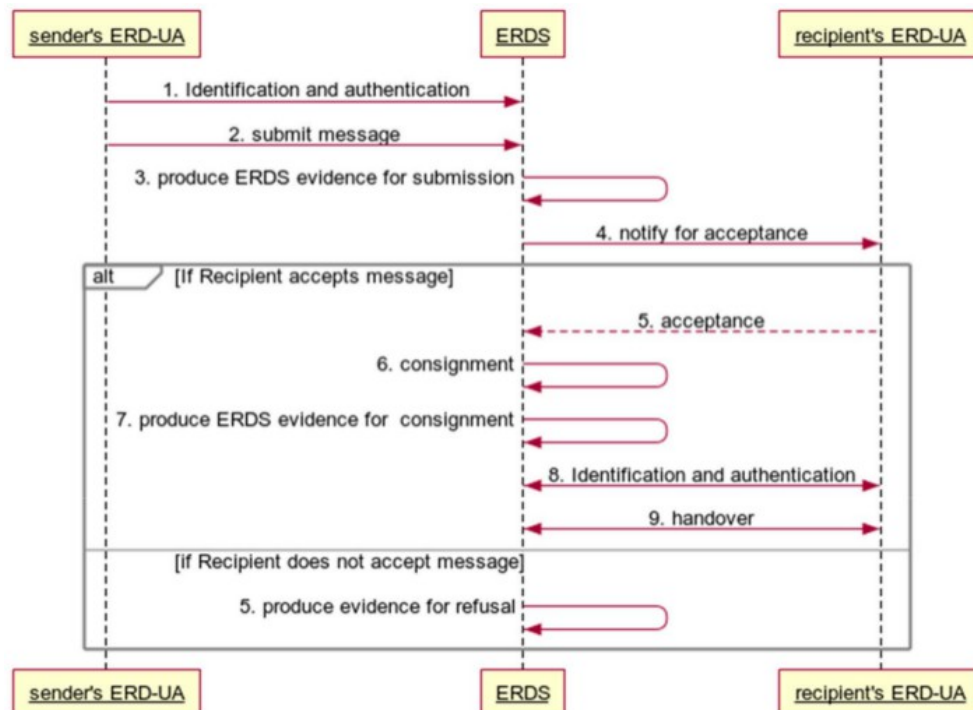 sender's ERD-UA
ERDS
recipient's ERD-UA
1. Identification and authentication
2. submit message
3. produce ERDS evidence for submission
4. notify for acceptance
alt
[If Recipient accepts message]
5. acceptance
6. consignment
7. produce ERDS evidence for  consignment
8. Identification and authentication
9. handover
[if Recipient does not accept message]
5. produce evidence for refusal
sender's ERD-UA
ERDS
recipient's ERD-UA